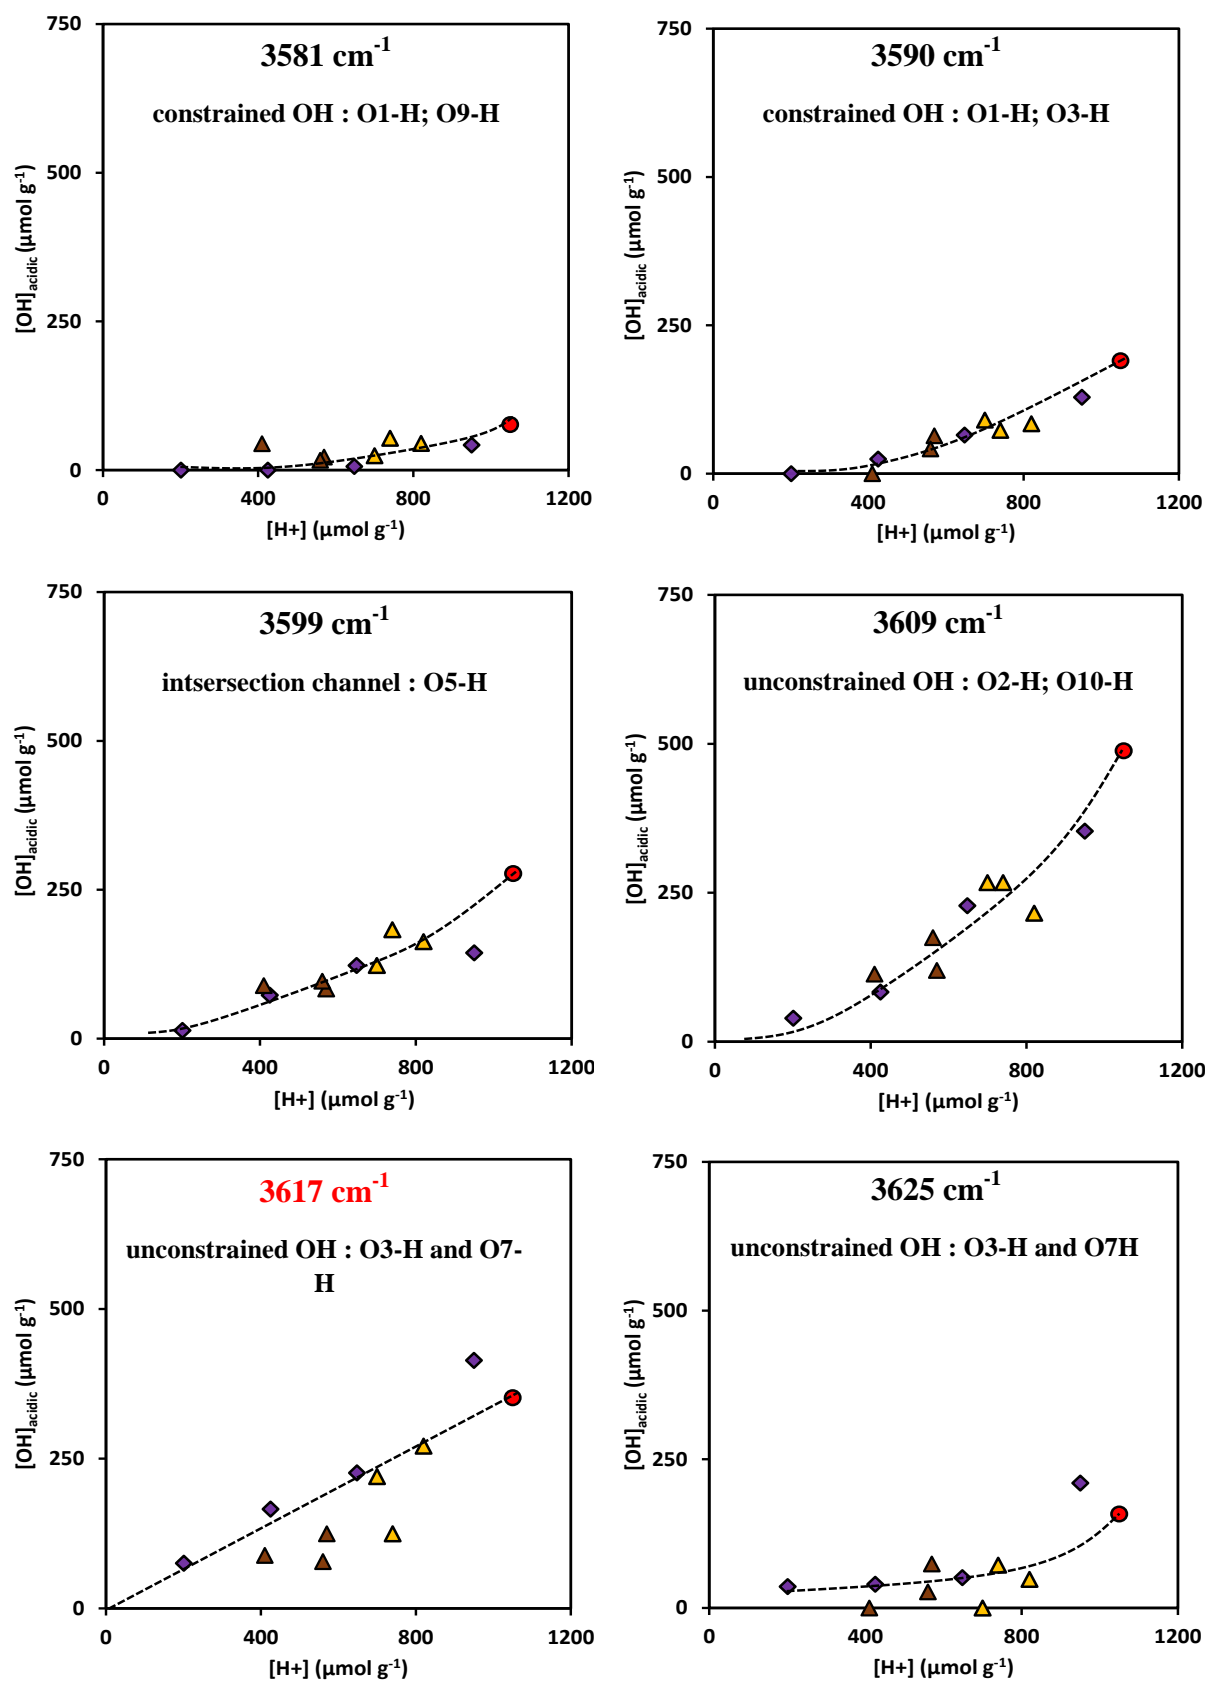 3581 cm-1
constrained OH : O1-H; O9-H
[OH]acidic (µmol g-1)
750
500
250
0
0 400 800 1200
[H+] (µmol g-1)
3590 cm-1
constrained OH : O1-H; O3-H
[OH]acidic (µmol g-1)
750
500
250
0
0 400 800 1200
[H+] (µmol g-1)
3599 cm-1
intsersection channel : O5-H
[OH]acidic (µmol g-1)
750
500
250
0
0 400 800 1200
[H+] (µmol g-1)
3609 cm-1
unconstrained OH : O2-H; O10-H
[OH]acidic (µmol g-1)
750
500
250
0
0 400 800 1200
[H+] (µmol g-1)
3617 cm-1
unconstrained OH : O3-H and O7-
H
[OH]acidic (µmol g-1)
750
500
250
0
0 400 800 1200
[H+] (µmol g-1)
3625 cm-1
unconstrained OH : O3-H and O7H
[OH]acidic (µmol g-1)
750
500
250
0
0 400 800 1200
[H+] (µmol g-1)